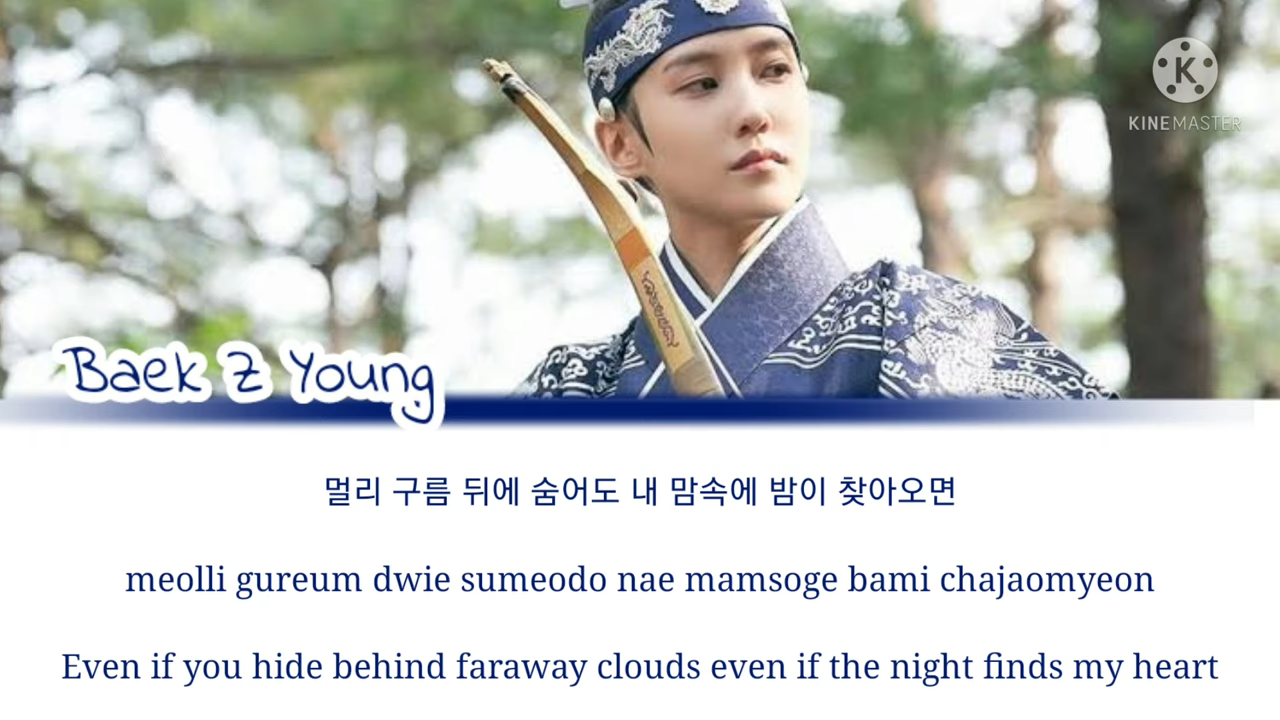 K
KINEMASTER
Baek Z Young
멀리 구름 뒤에 숨어도 내 맘속에 밤이 찾아오면
meolli gureum dwie sumeodo nae mamsoge bami chajaomyeon
Even if you hide behind faraway clouds even if the night finds my heart